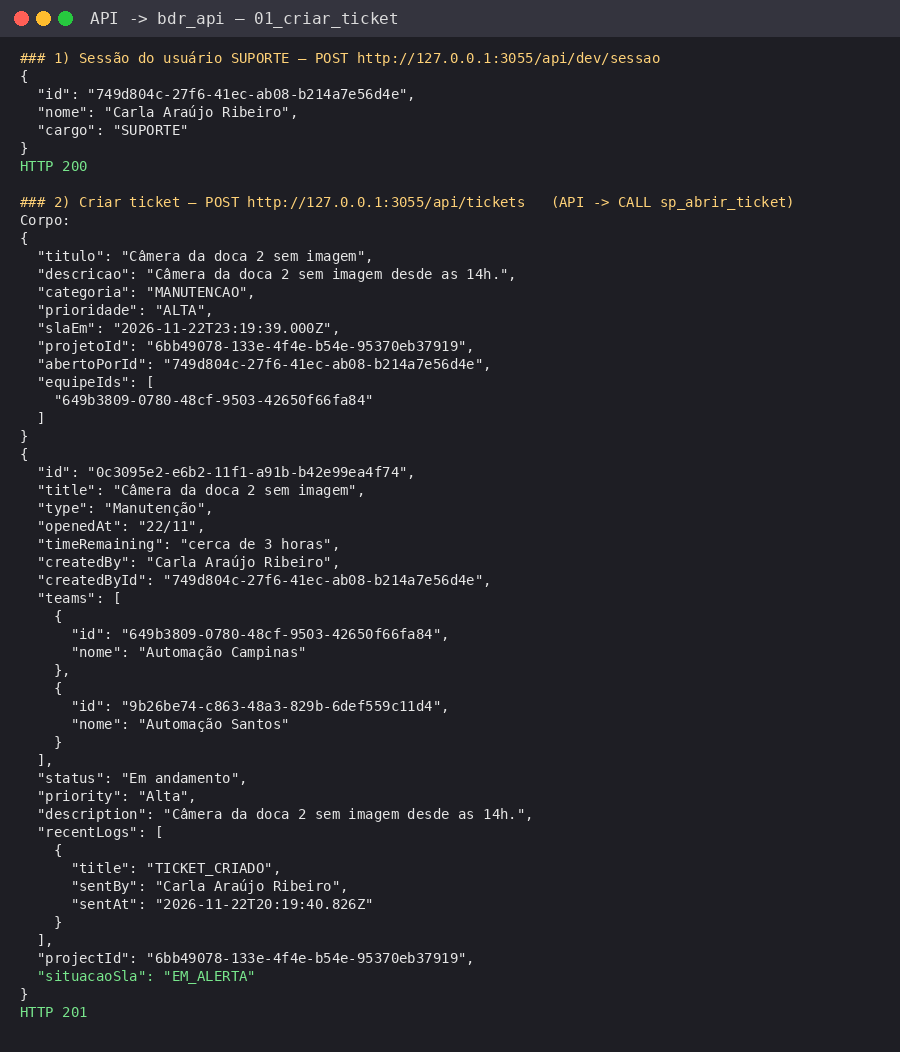 API -> bdr_api — 01_criar_ticket
### 1) Sessão do usuário SUPORTE — POST http://127.0.0.1:3055/api/dev/sessao
{
  "id": "749d804c-27f6-41ec-ab08-b214a7e56d4e",
  "nome": "Carla Araújo Ribeiro",
  "cargo": "SUPORTE"
}
HTTP 200
### 2) Criar ticket — POST http://127.0.0.1:3055/api/tickets   (API -> CALL sp_abrir_ticket)
Corpo:
{
  "titulo": "Câmera da doca 2 sem imagem",
  "descricao": "Câmera da doca 2 sem imagem desde as 14h.",
  "categoria": "MANUTENCAO",
  "prioridade": "ALTA",
  "slaEm": "2026-11-22T23:19:39.000Z",
  "projetoId": "6bb49078-133e-4f4e-b54e-95370eb37919",
  "abertoPorId": "749d804c-27f6-41ec-ab08-b214a7e56d4e",
  "equipeIds": [
    "649b3809-0780-48cf-9503-42650f66fa84"
  ]
}
{
  "id": "0c3095e2-e6b2-11f1-a91b-b42e99ea4f74",
  "title": "Câmera da doca 2 sem imagem",
  "type": "Manutenção",
  "openedAt": "22/11",
  "timeRemaining": "cerca de 3 horas",
  "createdBy": "Carla Araújo Ribeiro",
  "createdById": "749d804c-27f6-41ec-ab08-b214a7e56d4e",
  "teams": [
    {
      "id": "649b3809-0780-48cf-9503-42650f66fa84",
      "nome": "Automação Campinas"
    },
    {
      "id": "9b26be74-c863-48a3-829b-6def559c11d4",
      "nome": "Automação Santos"
    }
  ],
  "status": "Em andamento",
  "priority": "Alta",
  "description": "Câmera da doca 2 sem imagem desde as 14h.",
  "recentLogs": [
    {
      "title": "TICKET_CRIADO",
      "sentBy": "Carla Araújo Ribeiro",
      "sentAt": "2026-11-22T20:19:40.826Z"
    }
  ],
  "projectId": "6bb49078-133e-4f4e-b54e-95370eb37919",
  "situacaoSla": "EM_ALERTA"
}
HTTP 201